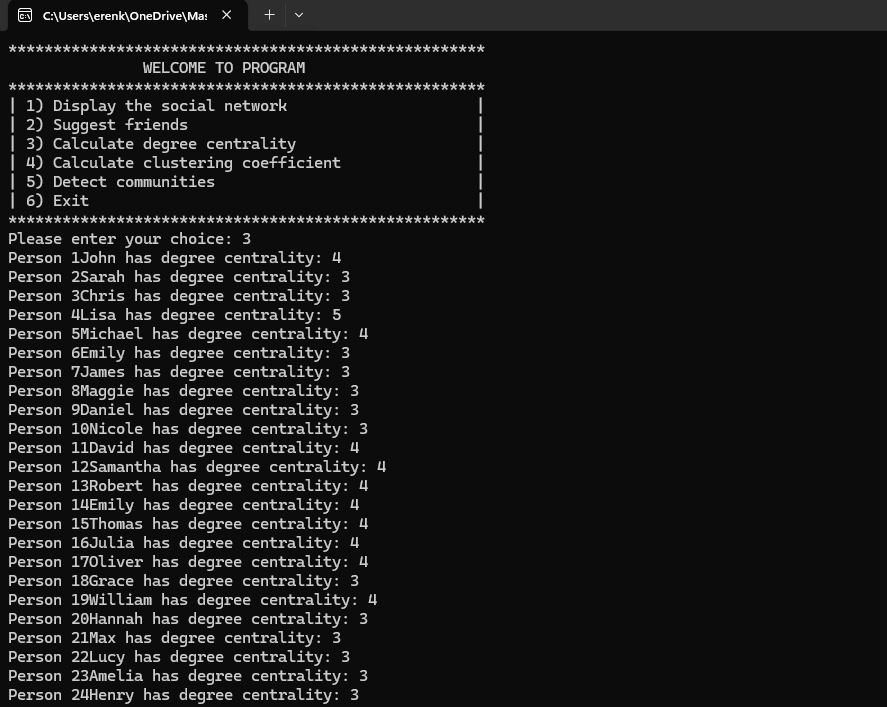 C:\Users\erenk\OneDrive\Mas
*****************************************************
WELCOME TO PROGRAM
*****************************************************
| 1) Display the social network |
| 2) Suggest friends |
| 3) Calculate degree centrality |
| 4) Calculate clustering coefficient |
| 5) Detect communities |
| 6) Exit |
*****************************************************
Please enter your choice: 3
Person 1John has degree centrality: 4
Person 2Sarah has degree centrality: 3
Person 3Chris has degree centrality: 3
Person 4Lisa has degree centrality: 5
Person 5Michael has degree centrality: 4
Person 6Emily has degree centrality: 3
Person 7James has degree centrality: 3
Person 8Maggie has degree centrality: 3
Person 9Daniel has degree centrality: 3
Person 10Nicole has degree centrality: 3
Person 11David has degree centrality: 4
Person 12Samantha has degree centrality: 4
Person 13Robert has degree centrality: 4
Person 14Emily has degree centrality: 4
Person 15Thomas has degree centrality: 4
Person 16Julia has degree centrality: 4
Person 17Oliver has degree centrality: 4
Person 18Grace has degree centrality: 3
Person 19William has degree centrality: 4
Person 20Hannah has degree centrality: 3
Person 21Max has degree centrality: 3
Person 22Lucy has degree centrality: 3
Person 23Amelia has degree centrality: 3
Person 24Henry has degree centrality: 3